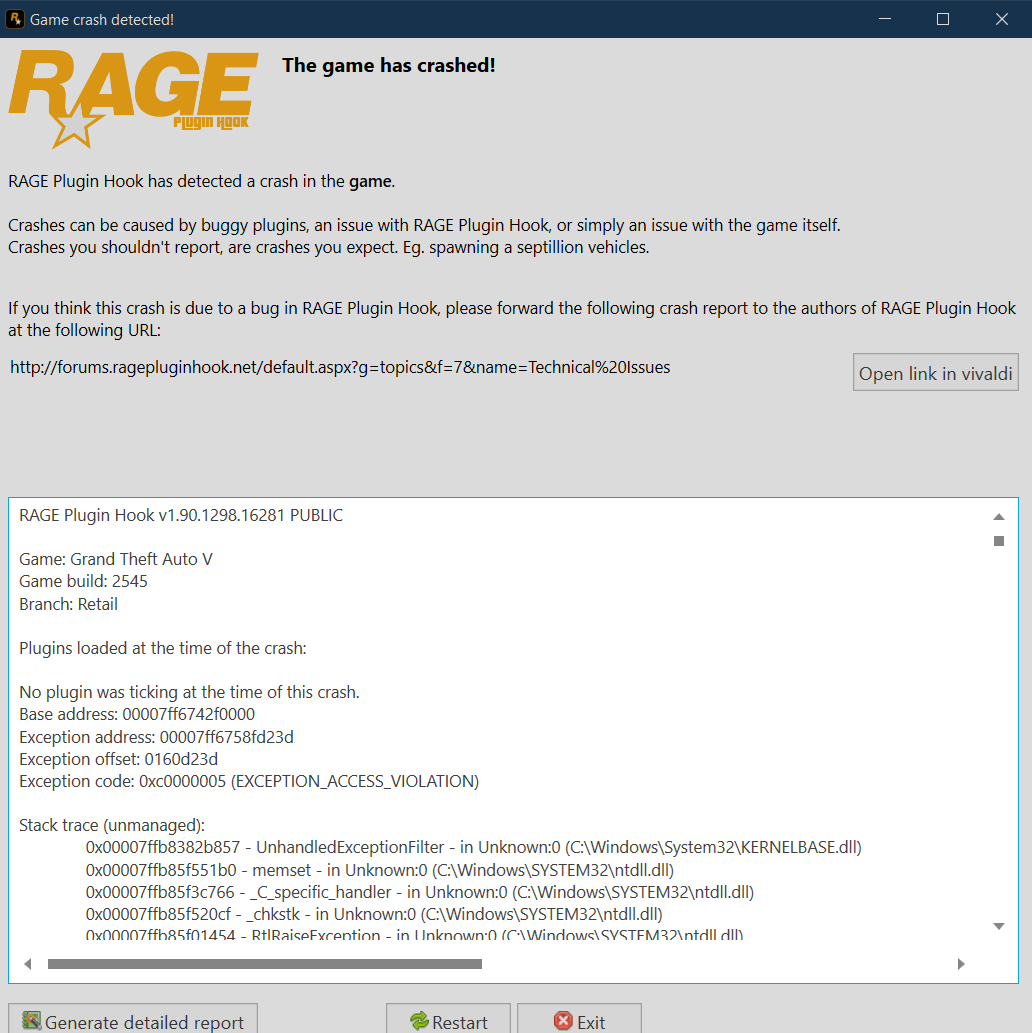 Game crash detected!
RAGE
PLUGIN HOOK
The game has crashed!
RAGE Plugin Hook has detected a crash in the game.
Crashes can be caused by buggy plugins, an issue with RAGE Plugin Hook, or simply an issue with the game itself.
Crashes you shouldn't report, are crashes you expect. Eg. spawning a septillion vehicles.
If you think this crash is due to a bug in RAGE Plugin Hook, please forward the following crash report to the authors of RAGE Plugin Hook
at the following URL:
http://forums.ragepluginhook.net/default.aspx?g=topics&f=7&name=Technical%20Issues
Open link in vivaldi
RAGE Plugin Hook v1.90.1298.16281 PUBLIC
Game: Grand Theft Auto V
Game build: 2545
Branch: Retail
Plugins loaded at the time of the crash:
No plugin was ticking at the time of this crash.
Base address: 00007ff6742f0000
Exception address: 00007ff6758fd23d
Exception offset: 0160d23d
Exception code: 0xc0000005 (EXCEPTION_ACCESS_VIOLATION)
Stack trace (unmanaged):
0x00007ffb8382b857 - UnhandledExceptionFilter - in Unknown:0 (C:\Windows\System32\KERNELBASE.dll)
0x00007ffb85f551b0 - memset - in Unknown:0 (C:\Windows\SYSTEM32\ntdll.dll)
0x00007ffb85f3c766 - _C_specific_handler - in Unknown:0 (C:\Windows\SYSTEM32\ntdll.dll)
0x00007ffb85f520cf - _chkstk - in Unknown:0 (C:\Windows\SYSTEM32\ntdll.dll)
0x00007ffb85f01454 - RtlRaiseException - in Unknown:0 (C:\Windows\SYSTEM32\ntdll.dll)
Generate detailed report
Restart
Exit